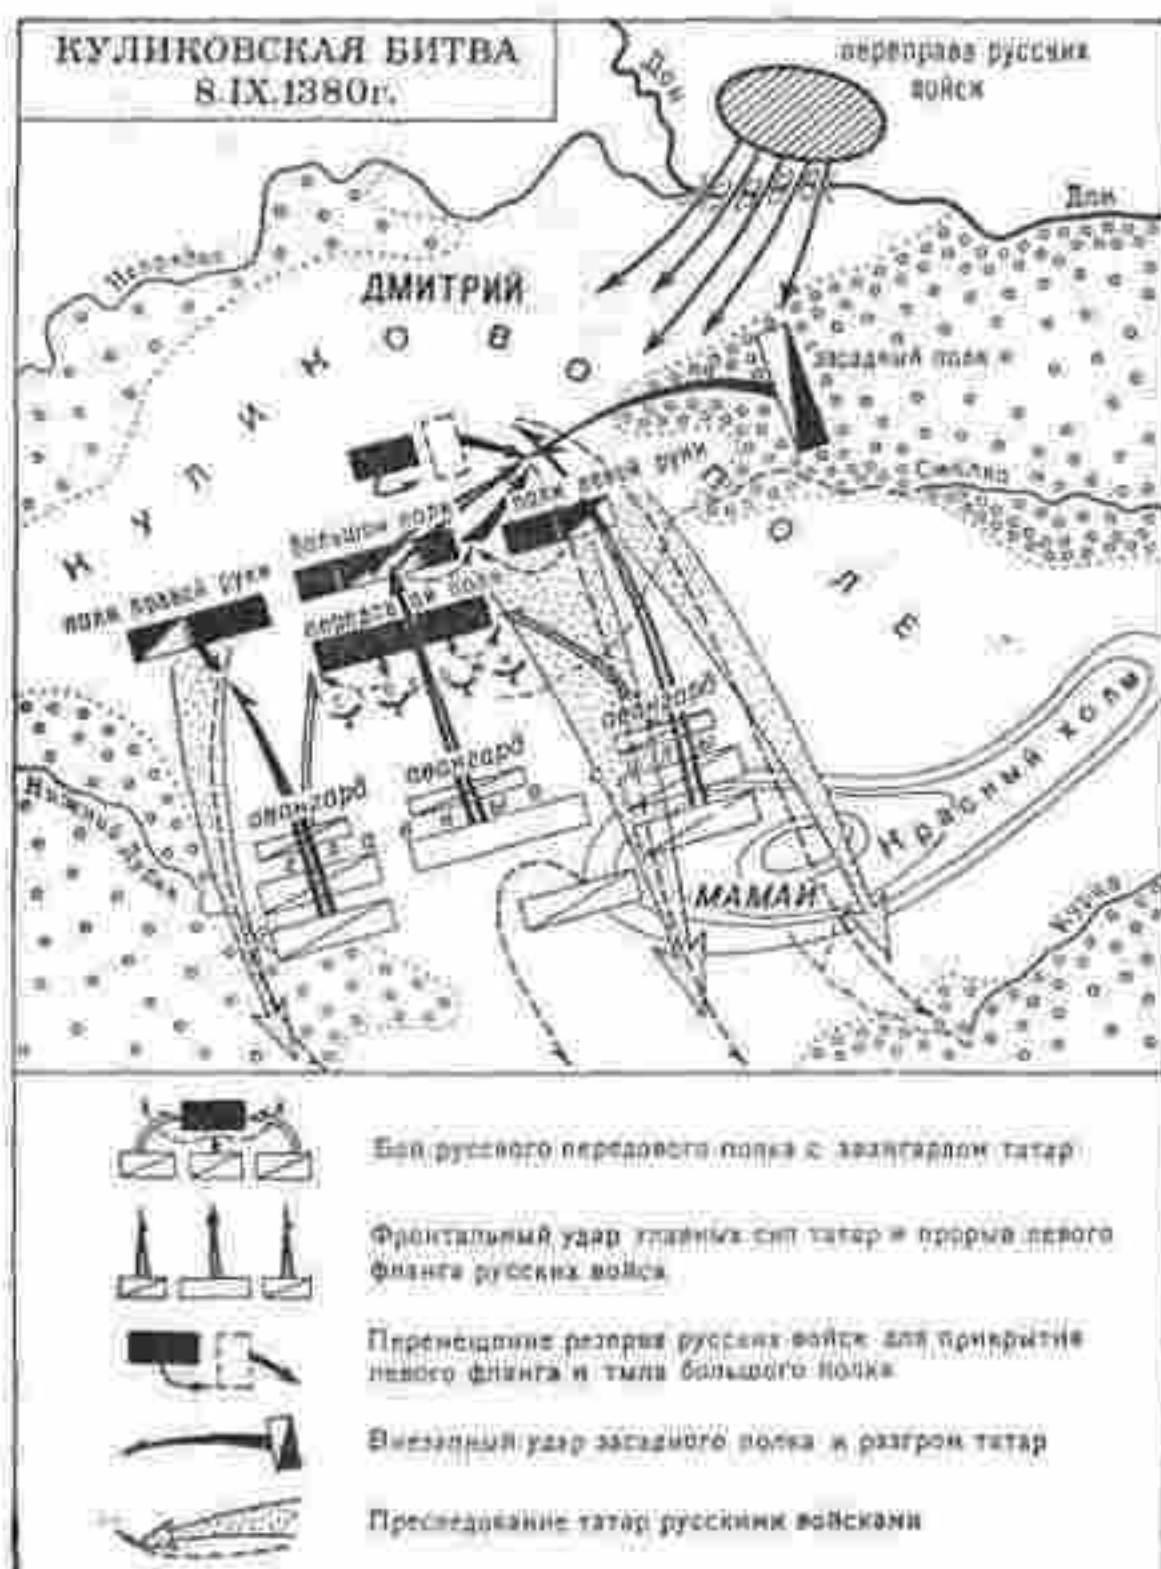 КУЛИКОВСКАЯ БИТВА
8.IX.1380г.
переправа русских
войск
Дон
Дон
Непрядва
ДМИТРИЙ
КУЛИКОВО
ПОЛЕ
засадный полк
Смолка
полк левой руки
большой полк
полк правой руки
передовой полк
авангард
авангард
авангард
Нижний Дубик
Красный холм
МАМАЙ
Курца
Бой русского передового полка с авангардом татар
Фронтальный удар главных сил татар и прорыв левого
фланга русских войск
Перемещение резерва русских войск для прикрытия
левого фланга и тыла большого полка
Внезапный удар засадного полка и разгром татар
Преследование татар русскими войсками